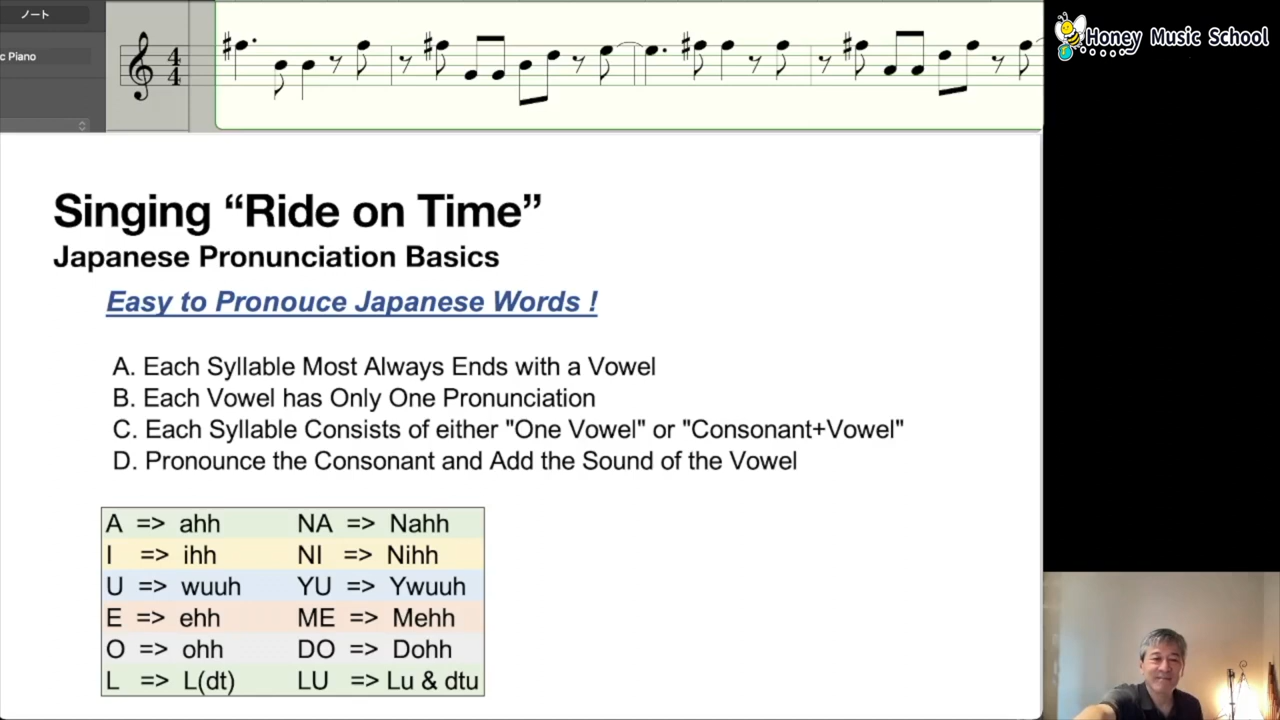 ノート
c Piano
Honey Music School
4
4
Singing “Ride on Time”
Japanese Pronunciation Basics
Easy to Pronouce Japanese Words !
A. Each Syllable Most Always Ends with a Vowel
B. Each Vowel has Only One Pronunciation
C. Each Syllable Consists of either "One Vowel" or "Consonant+Vowel"
D. Pronounce the Consonant and Add the Sound of the Vowel
A => ahh NA => Nahh
I => ihh NI => Nihh
U => wuuh YU => Ywuuh
E => ehh ME => Mehh
O => ohh DO => Dohh
L => L(dt) LU => Lu & dtu